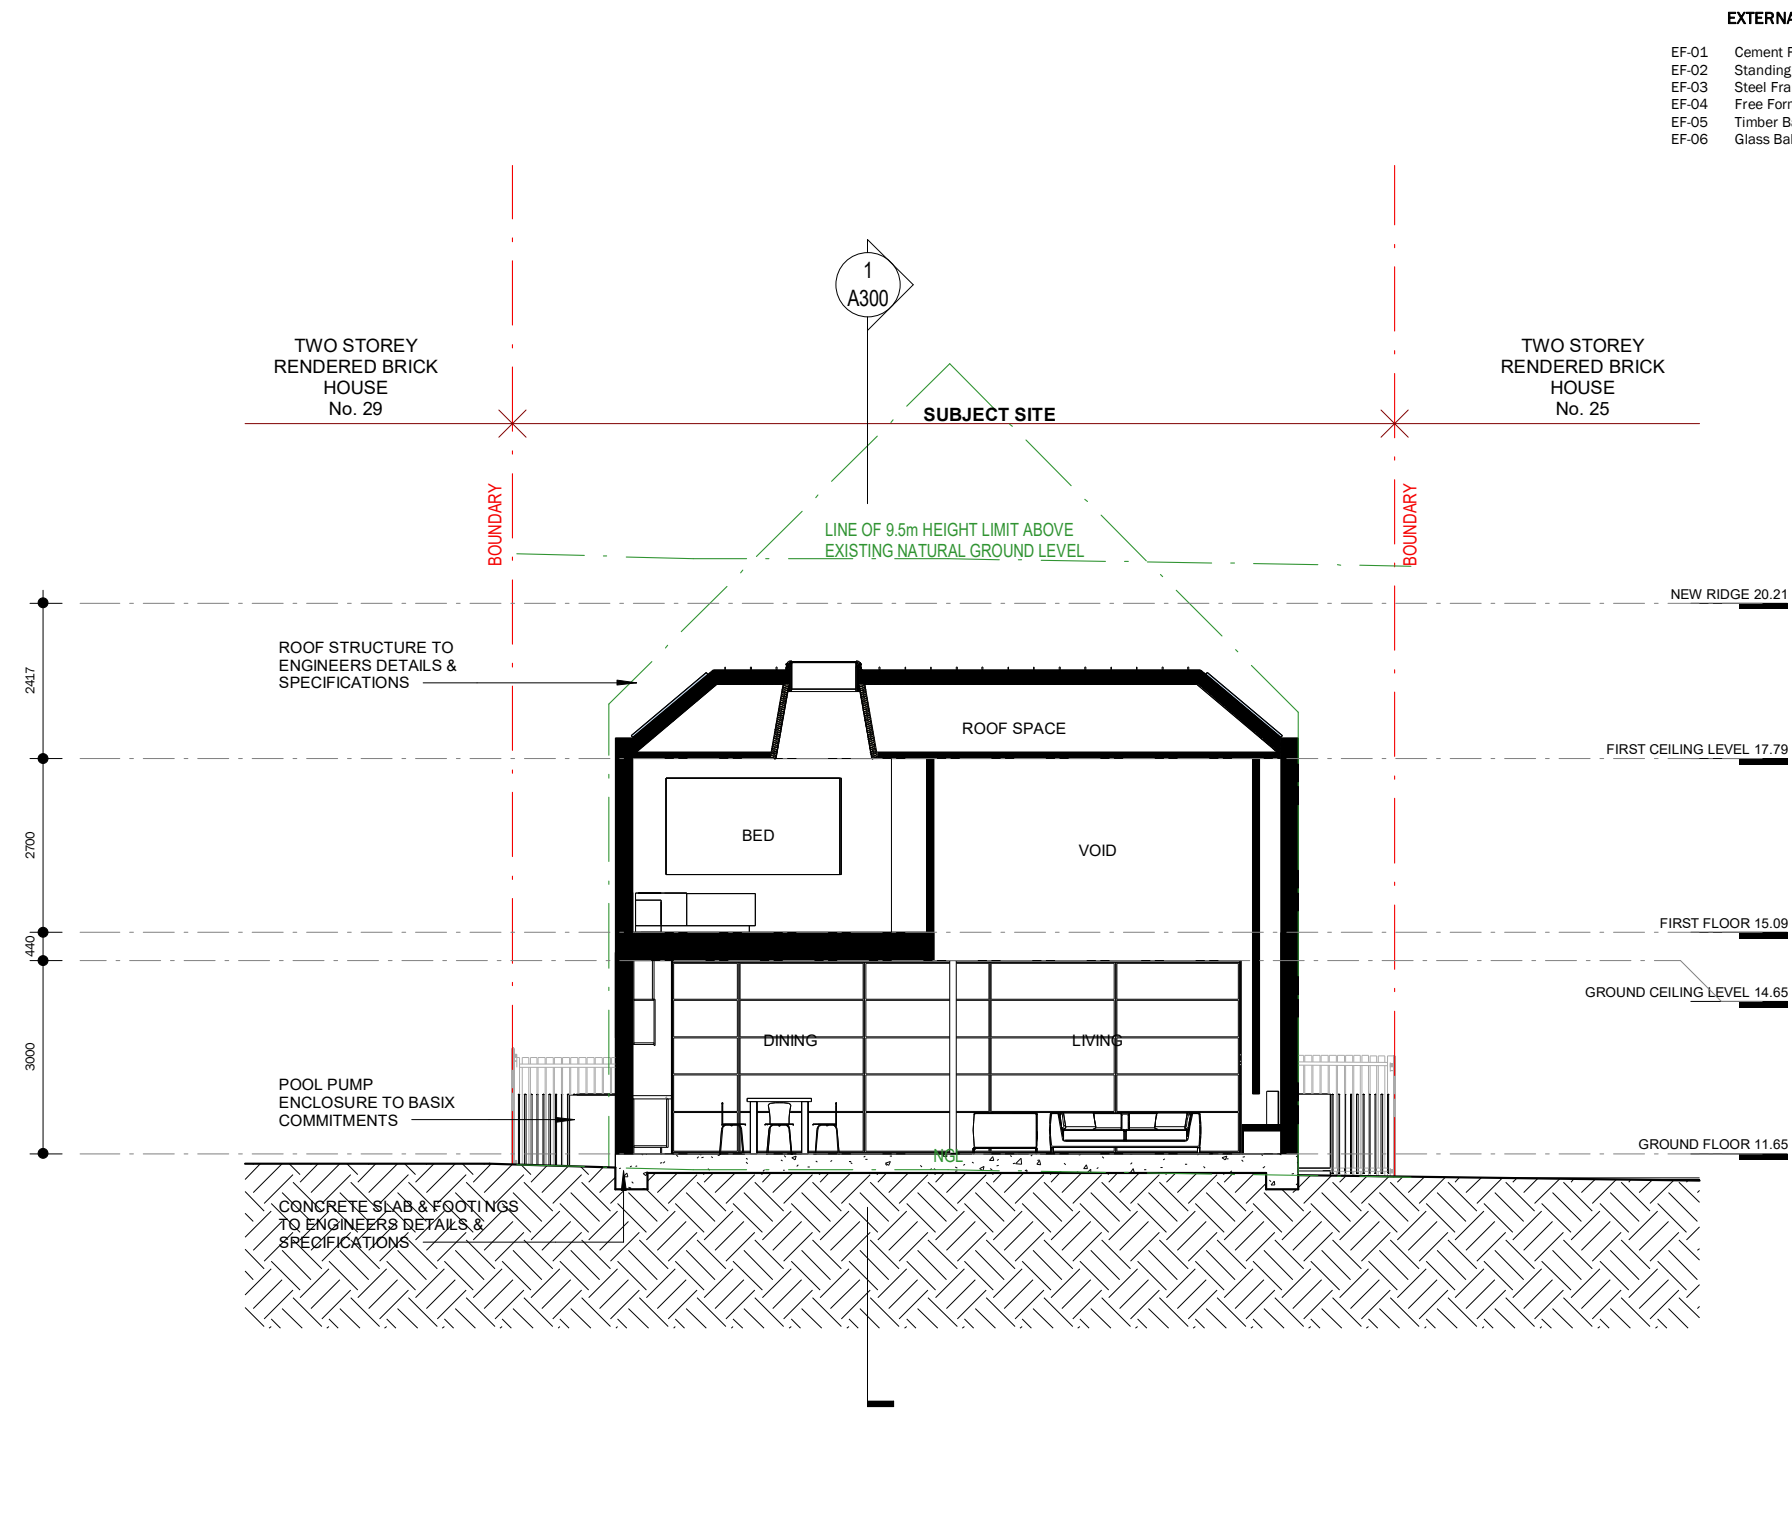 EXTERNA
EF-01 Cement
EF-02 Standing
EF-03 Steel Fra
EF-04 Free For
EF-05 Timber
EF-06 Glass Bal
1
A300
TWO STOREY
RENDERED BRICK
HOUSE
No. 29
SUBJECT SITE
TWO STOREY
RENDERED BRICK
HOUSE
No. 25
BOUNDARY
BOUNDARY
LINE OF 9.5m HEIGHT LIMIT ABOVE
EXISTING NATURAL GROUND LEVEL
NEW RIDGE 20.21
ROOF STRUCTURE TO
ENGINEERS DETAILS &
SPECIFICATIONS
2417
ROOF SPACE
FIRST CEILING LEVEL 17.79
2700
BED
VOID
FIRST FLOOR 15.09
440
GROUND CEILING LEVEL 14.65
3000
DINING
LIVING
POOL PUMP
ENCLOSURE TO BASIX
COMMITMENTS
GROUND FLOOR 11.65
NGL
CONCRETE SLAB & FOOTINGS
TO ENGINEERS DETAILS &
SPECIFICATIONS